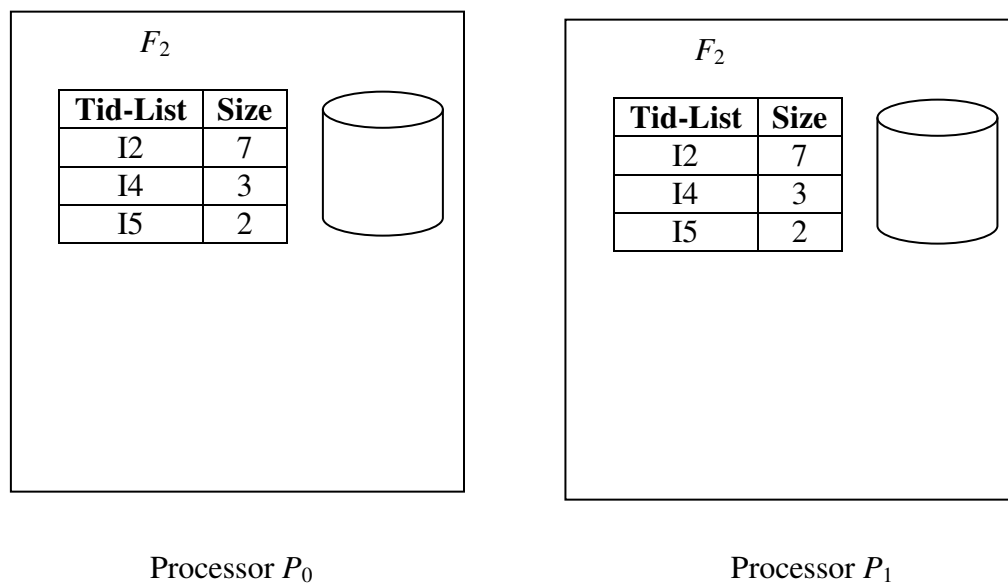 F₂
Tid-List Size
I2 7
I4 3
I5 2
Processor P₀
F₂
Tid-List Size
I2 7
I4 3
I5 2
Processor P₁